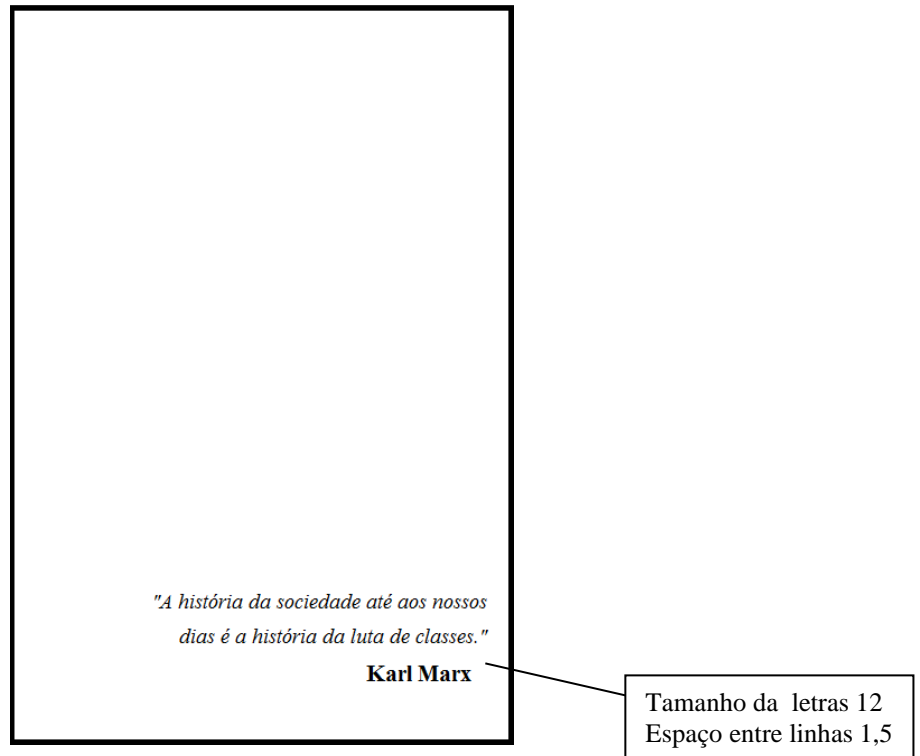 "A história da sociedade até aos nossos
dias é a história da luta de classes."
Karl Marx
Tamanho da letras 12
Espaço entre linhas 1,5